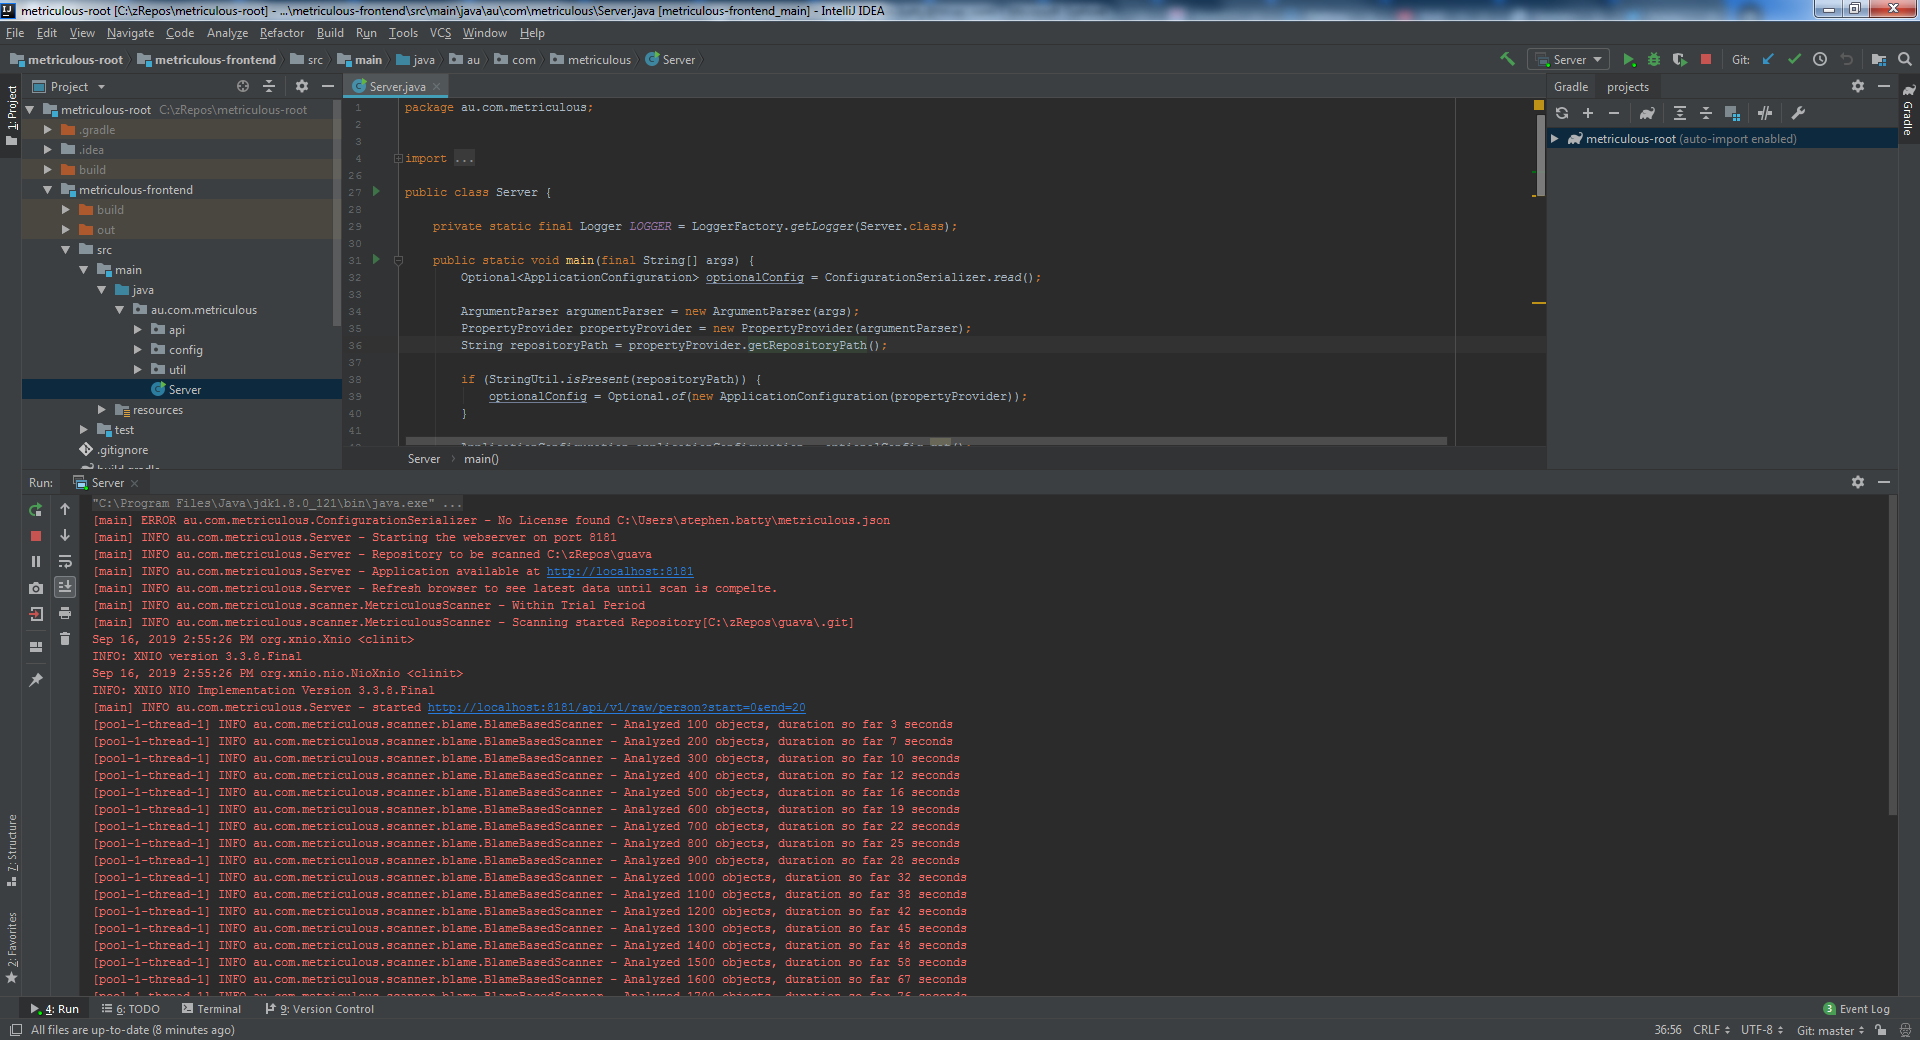 metriculous-root [C:\zRepos\metriculous-root] - ...\metriculous-frontend\src\main\java\au\com\metriculous\Server.java [metriculous-frontend_main] - IntelliJ IDEA
File Edit View Navigate Code Analyze Refactor Build Run Tools VCS Window Help
metriculous-root metriculous-frontend src main java au com metriculous Server
Server Git:
1: Project
Project
metriculous-root C:\zRepos\metriculous-root
.gradle
.idea
build
metriculous-frontend
build
out
src
main
java
au.com.metriculous
api
config
util
Server
resources
test
.gitignore
build.gradle
Server.java
1 package au.com.metriculous;
2
3
4 import ...
26
27 public class Server {
28
29 private static final Logger LOGGER = LoggerFactory.getLogger(Server.class);
30
31 public static void main(final String[] args) {
32 Optional<ApplicationConfiguration> optionalConfig = ConfigurationSerializer.read();
33
34 ArgumentParser argumentParser = new ArgumentParser(args);
35 PropertyProvider propertyProvider = new PropertyProvider(argumentParser);
36 String repositoryPath = propertyProvider.getRepositoryPath();
37
38 if (StringUtil.isPresent(repositoryPath)) {
39 optionalConfig = Optional.of(new ApplicationConfiguration(propertyProvider));
40 }
41
Server main()
Gradle projects
metriculous-root (auto-import enabled)
Gradle
Run: Server
"C:\Program Files\Java\jdk1.8.0_121\bin\java.exe" ...
[main] ERROR au.com.metriculous.ConfigurationSerializer - No License found C:\Users\stephen.batty\metriculous.json
[main] INFO au.com.metriculous.Server - Starting the webserver on port 8181
[main] INFO au.com.metriculous.Server - Repository to be scanned C:\zRepos\guava
[main] INFO au.com.metriculous.Server - Application available at http://localhost:8181
[main] INFO au.com.metriculous.Server - Refresh browser to see latest data until scan is compelte.
[main] INFO au.com.metriculous.scanner.MetriculousScanner - Within Trial Period
[main] INFO au.com.metriculous.scanner.MetriculousScanner - Scanning started Repository[C:\zRepos\guava\.git]
Sep 16, 2019 2:55:26 PM org.xnio.Xnio <clinit>
INFO: XNIO version 3.3.8.Final
Sep 16, 2019 2:55:26 PM org.xnio.nio.NioXnio <clinit>
INFO: XNIO NIO Implementation Version 3.3.8.Final
[main] INFO au.com.metriculous.Server - started http://localhost:8181/api/v1/raw/person?start=0&end=20
[pool-1-thread-1] INFO au.com.metriculous.scanner.blame.BlameBasedScanner - Analyzed 100 objects, duration so far 3 seconds
[pool-1-thread-1] INFO au.com.metriculous.scanner.blame.BlameBasedScanner - Analyzed 200 objects, duration so far 7 seconds
[pool-1-thread-1] INFO au.com.metriculous.scanner.blame.BlameBasedScanner - Analyzed 300 objects, duration so far 10 seconds
[pool-1-thread-1] INFO au.com.metriculous.scanner.blame.BlameBasedScanner - Analyzed 400 objects, duration so far 12 seconds
[pool-1-thread-1] INFO au.com.metriculous.scanner.blame.BlameBasedScanner - Analyzed 500 objects, duration so far 16 seconds
[pool-1-thread-1] INFO au.com.metriculous.scanner.blame.BlameBasedScanner - Analyzed 600 objects, duration so far 19 seconds
[pool-1-thread-1] INFO au.com.metriculous.scanner.blame.BlameBasedScanner - Analyzed 700 objects, duration so far 22 seconds
[pool-1-thread-1] INFO au.com.metriculous.scanner.blame.BlameBasedScanner - Analyzed 800 objects, duration so far 25 seconds
[pool-1-thread-1] INFO au.com.metriculous.scanner.blame.BlameBasedScanner - Analyzed 900 objects, duration so far 28 seconds
[pool-1-thread-1] INFO au.com.metriculous.scanner.blame.BlameBasedScanner - Analyzed 1000 objects, duration so far 32 seconds
[pool-1-thread-1] INFO au.com.metriculous.scanner.blame.BlameBasedScanner - Analyzed 1100 objects, duration so far 38 seconds
[pool-1-thread-1] INFO au.com.metriculous.scanner.blame.BlameBasedScanner - Analyzed 1200 objects, duration so far 42 seconds
[pool-1-thread-1] INFO au.com.metriculous.scanner.blame.BlameBasedScanner - Analyzed 1300 objects, duration so far 45 seconds
[pool-1-thread-1] INFO au.com.metriculous.scanner.blame.BlameBasedScanner - Analyzed 1400 objects, duration so far 48 seconds
[pool-1-thread-1] INFO au.com.metriculous.scanner.blame.BlameBasedScanner - Analyzed 1500 objects, duration so far 58 seconds
[pool-1-thread-1] INFO au.com.metriculous.scanner.blame.BlameBasedScanner - Analyzed 1600 objects, duration so far 67 seconds
7: Structure
2: Favorites
4: Run 6: TODO Terminal 9: Version Control
3 Event Log
All files are up-to-date (8 minutes ago)
36:56 CRLF UTF-8 Git: master